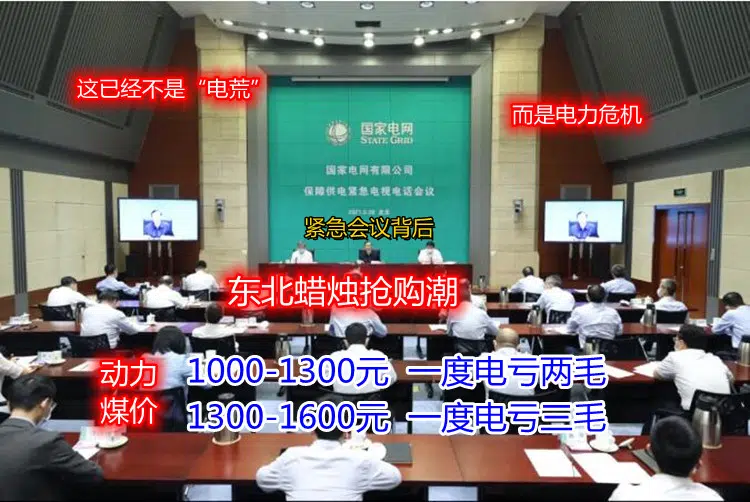 这已经不是“电荒”
而是电力危机
国家电网
STATE GRID
国家电网有限公司
保障供电紧急电视电话会议
紧急会议背后
东北蜡烛抢购潮
动力
煤价
1000-1300元 一度电亏两毛
1300-1600元 一度电亏三毛